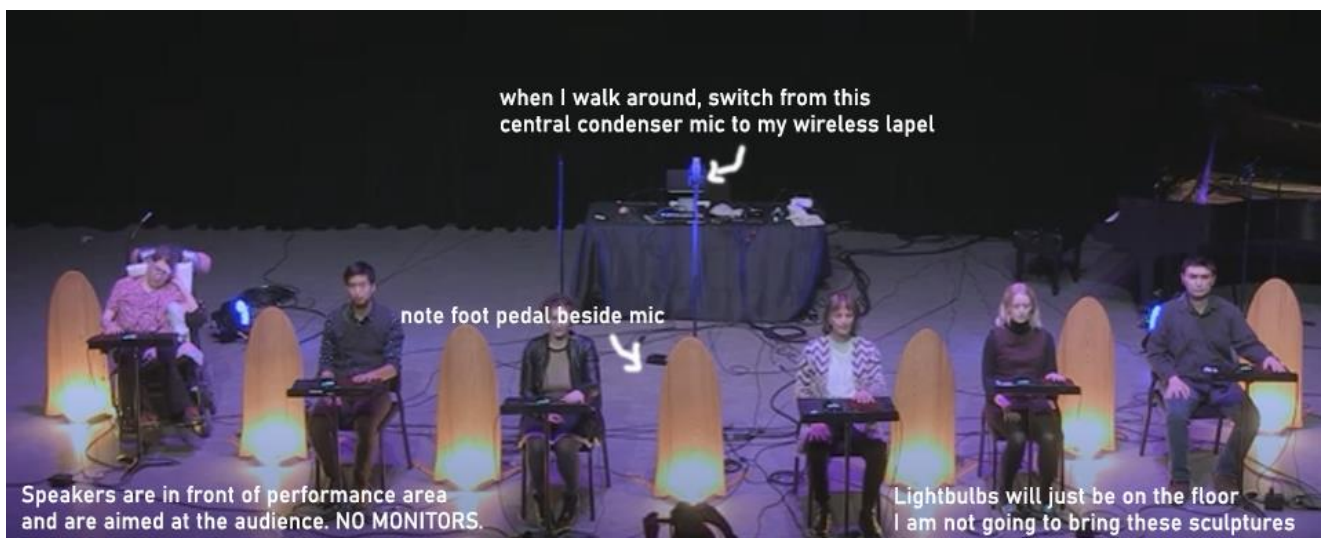 when I walk around, switch from this
central condenser mic to my wireless lapel
note foot pedal beside mic
Speakers are in front of performance area
and are aimed at the audience. NO MONITORS.
Lightbulbs will just be on the floor
I am not going to bring these sculptures